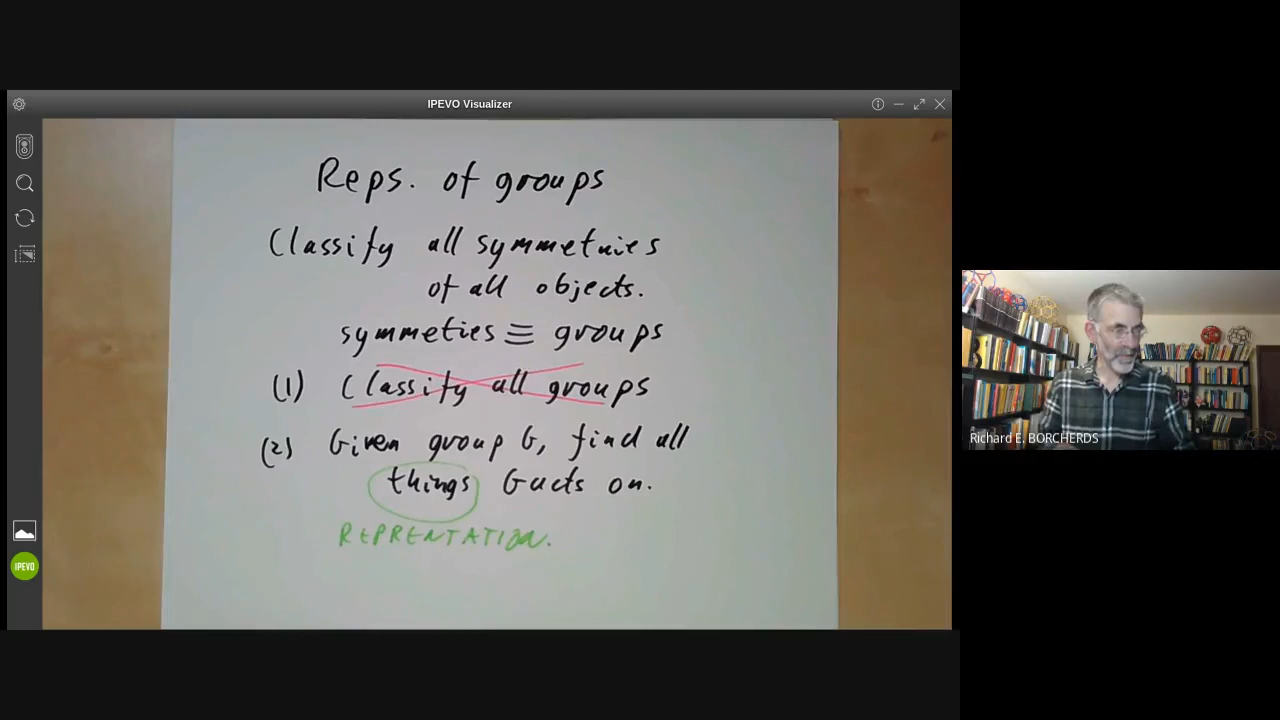 IPEVO Visualizer
Reps. of groups
Classify all symmetries
of all objects.
symmeties ≡ groups
(1) Classify all groups
(2) Given group G, find all
things G acts on.
REPRENTATION.
IPEVO
Richard E. BORCHERDS